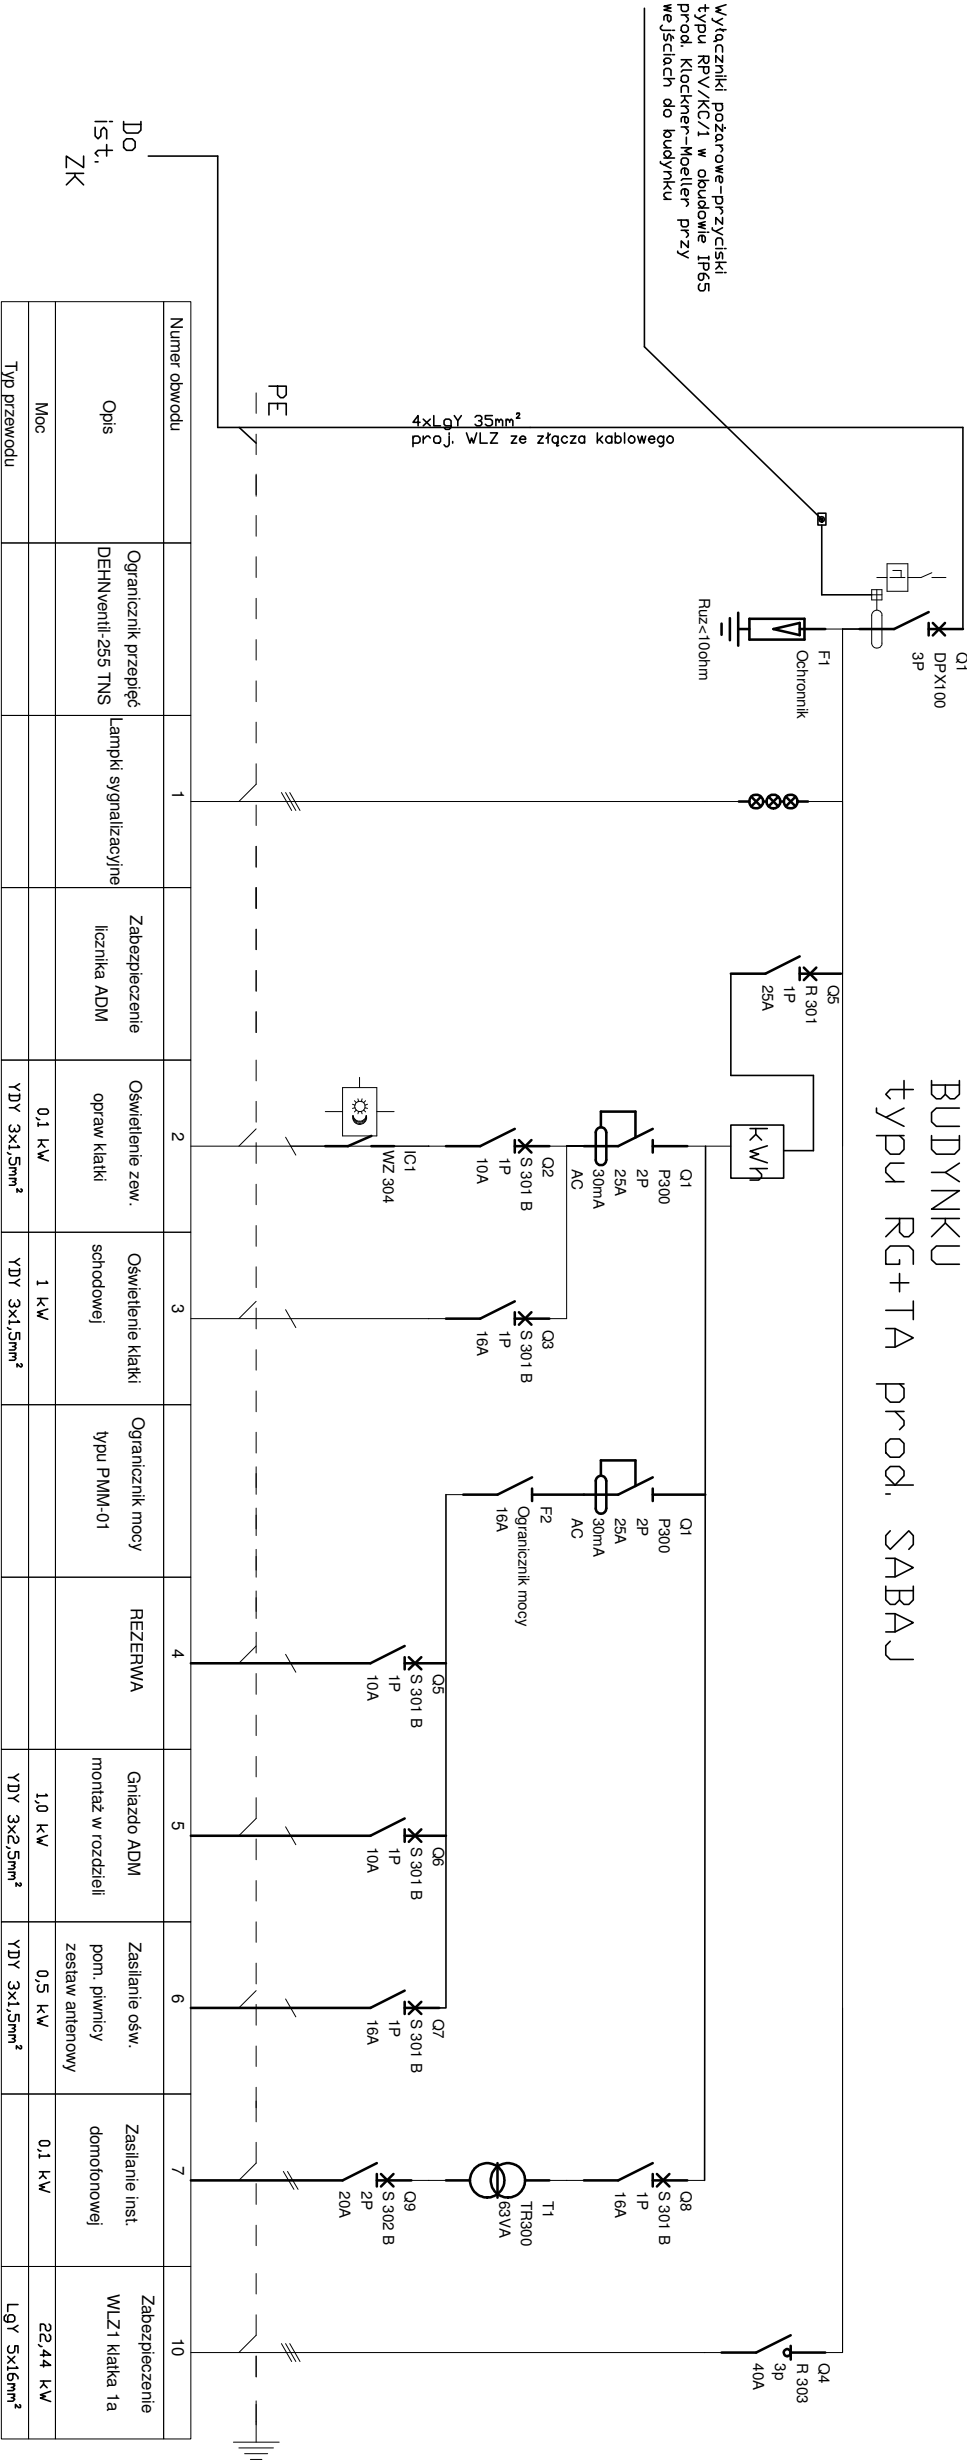 BUDYNKU
typu RG+TA prod. SABAJ
Wyłączniki pożarowe-przyciski
typu RPV/KC/1 w obudowie IP65
prod. Klockner-Moeller przy
wejściach do budynku
Do
ist.
ZK
4xLgY 35mm²
proj. WLZ ze złącza kablowego
PE
Q1
DPX100
3P
F1
Ochronnik
Ruz<10ohm
Q5
R 301
1P
25A
kWh
Q1
P300
2P
25A
30mA
AC
Q2
S 301 B
1P
10A
IC1
WZ 304
Q3
S 301 B
1P
16A
Q1
P300
2P
25A
30mA
AC
F2
Ogranicznik mocy
16A
Q5
S 301 B
1P
10A
Q6
S 301 B
1P
10A
Q7
S 301 B
1P
16A
Q8
S 301 B
1P
16A
T1
TR300
63VA
Q9
S 302 B
2P
20A
Q4
R 303
3p
40A
Numer obwodu 1 2 3 4 5 6 7 10
Opis
Ogranicznik przepięć
DEHNventil-255 TNS
Lampki sygnalizacyjne
Zabezpieczenie
licznika ADM
Oświetlenie zew.
opraw klatki
Oświetlenie klatki
schodowej
Ogranicznik mocy
typu PMM-01
REZERWA
Gniazdo ADM
montaż w rozdzieli
Zasilanie ośw.
pom. piwnicy
zestaw antenowy
Zasilanie inst.
domofonowej
Zabezpieczenie
WLZ1 klatka 1a
Moc 0,1 kW 1 kW 1,0 kW 0,5 kW 0,1 kW 22,44 kW
Typ przewodu YDY 3x1,5mm² YDY 3x1,5mm² YDY 3x2,5mm² YDY 3x1,5mm² LgY 5x16mm²